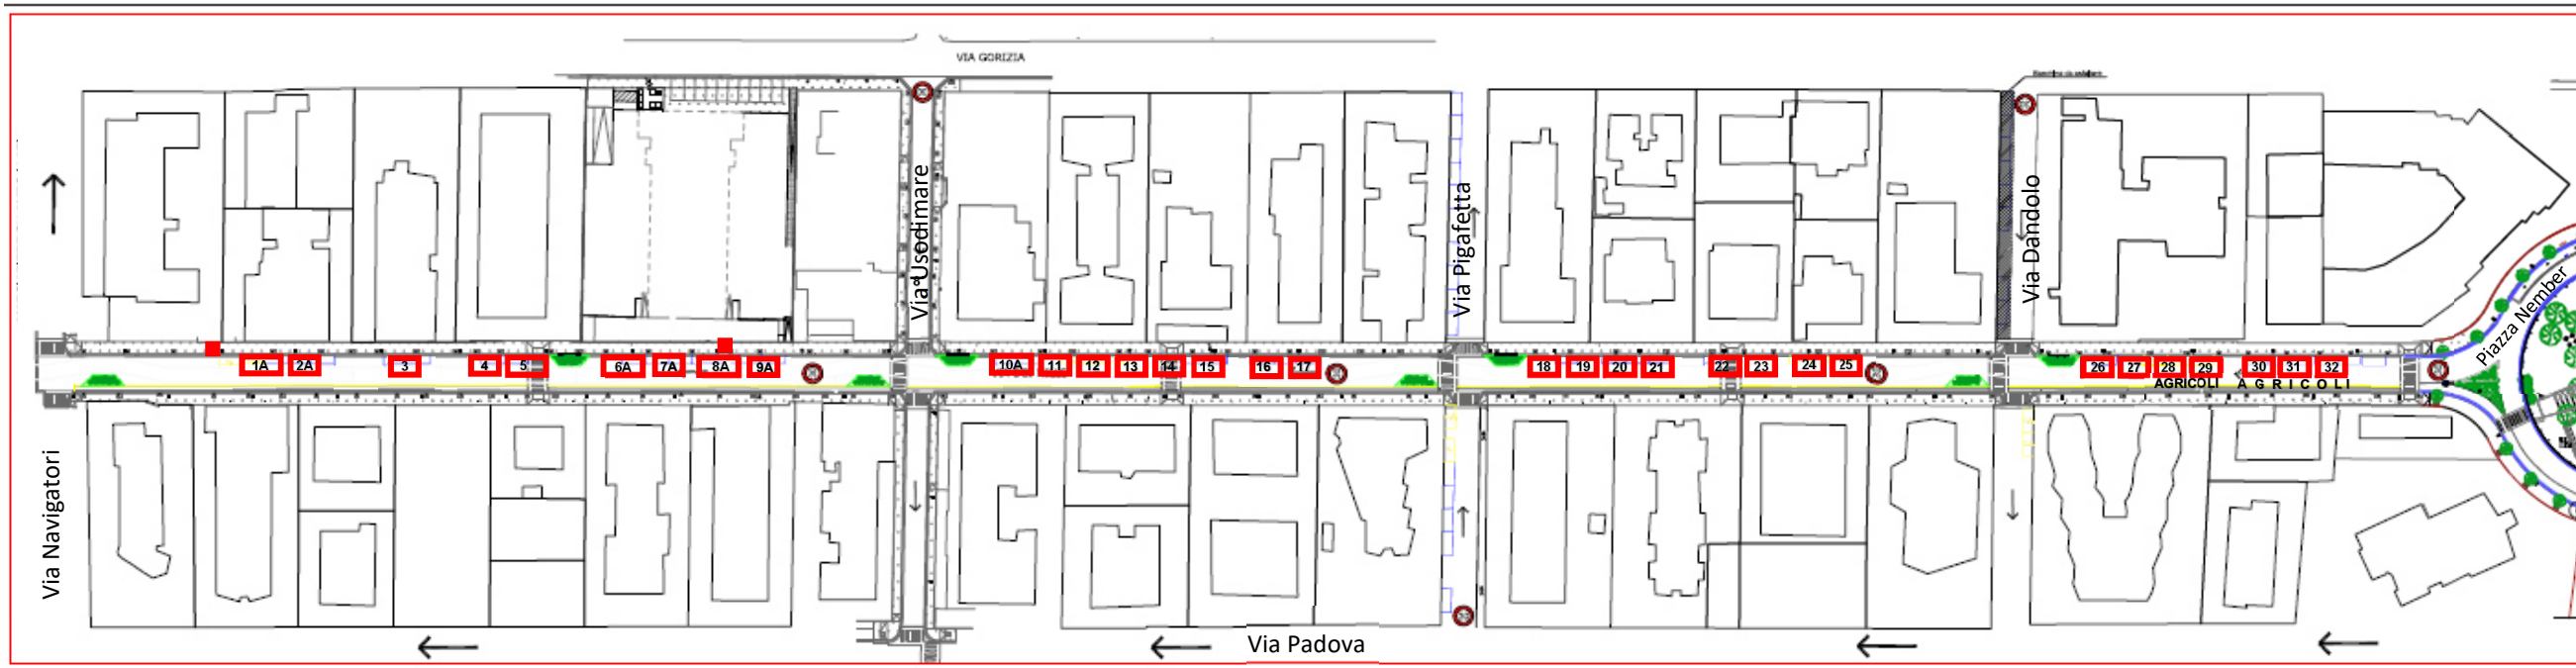 VIA GORIZIA
Via Usodimare
Via Pigafetta
Via Dandolo
Piazza Nember
1A 2A 3 4 5 6A 7A 8A 9A 10A 11 12 13 14 15 16 17 18 19 20 21 22 23 24 25 26 27 28 29 30 31 32
AGRICOLI A G R I C O L I
Via Navigatori
Via Padova